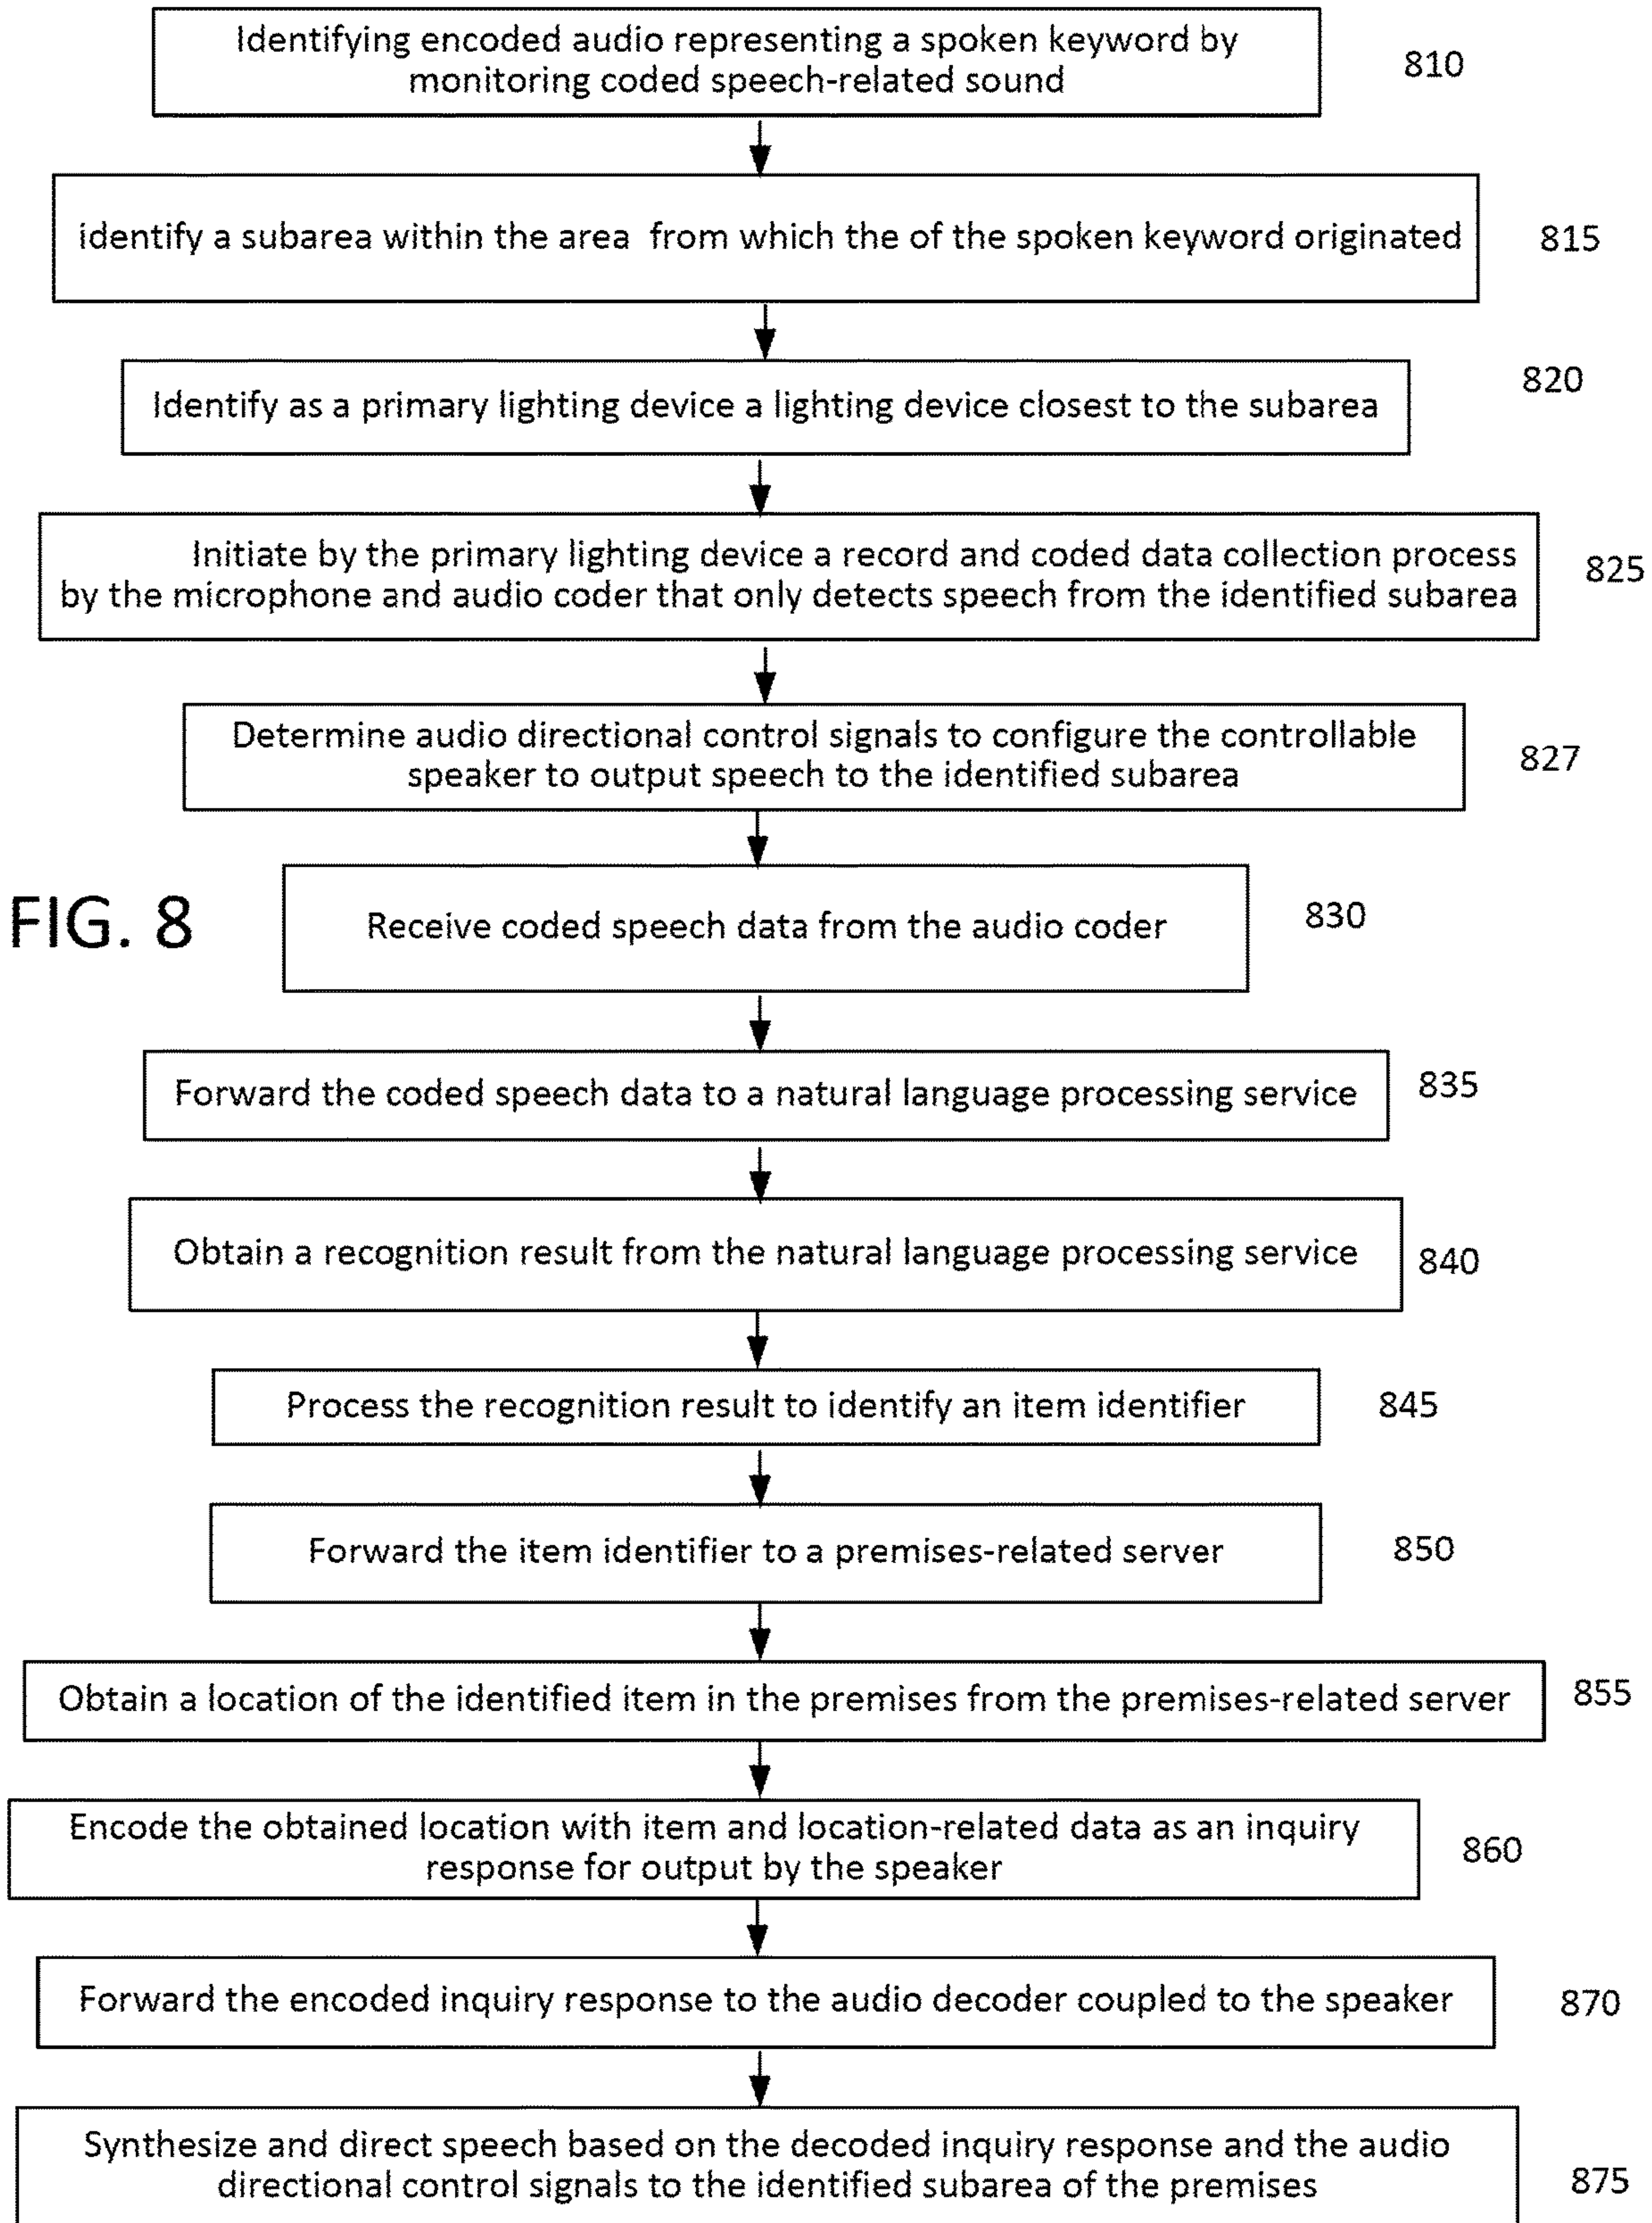 Identifying encoded audio representing a spoken keyword by
monitoring coded speech-related sound
810
identify a subarea within the area from which the of the spoken keyword originated
815
Identify as a primary lighting device a lighting device closest to the subarea
820
Initiate by the primary lighting device a record and coded data collection process
by the microphone and audio coder that only detects speech from the identified subarea
825
Determine audio directional control signals to configure the controllable
speaker to output speech to the identified subarea
827
FIG. 8
Receive coded speech data from the audio coder
830
Forward the coded speech data to a natural language processing service
835
Obtain a recognition result from the natural language processing service
840
Process the recognition result to identify an item identifier
845
Forward the item identifier to a premises-related server
850
Obtain a location of the identified item in the premises from the premises-related server
855
Encode the obtained location with item and location-related data as an inquiry
response for output by the speaker
860
Forward the encoded inquiry response to the audio decoder coupled to the speaker
870
Synthesize and direct speech based on the decoded inquiry response and the audio
directional control signals to the identified subarea of the premises
875